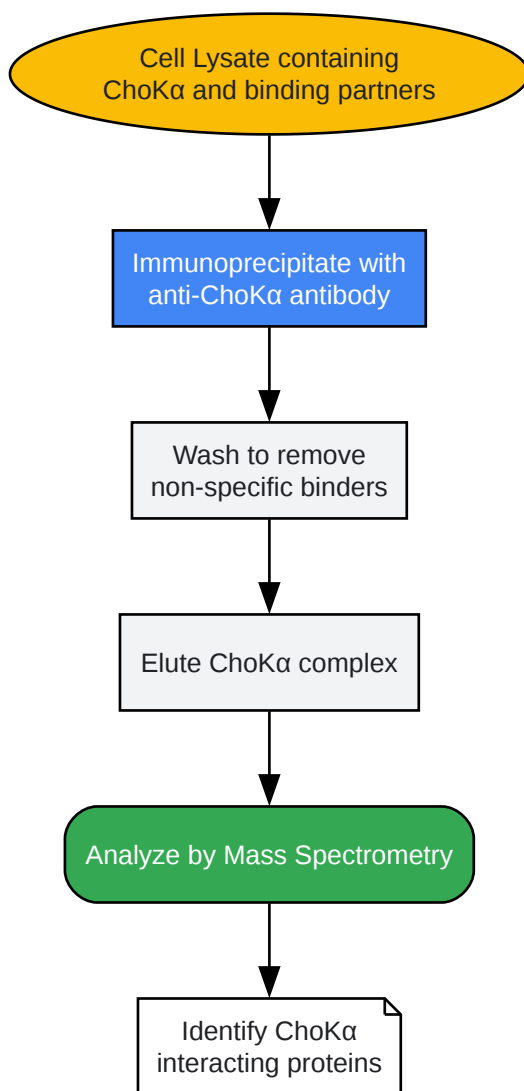 Cell Lysate containing
ChoKα and binding partners
Immunoprecipitate with
anti-ChoKα antibody
Wash to remove
non-specific binders
Elute ChoKα complex
Analyze by Mass Spectrometry
Identify ChoKα
interacting proteins